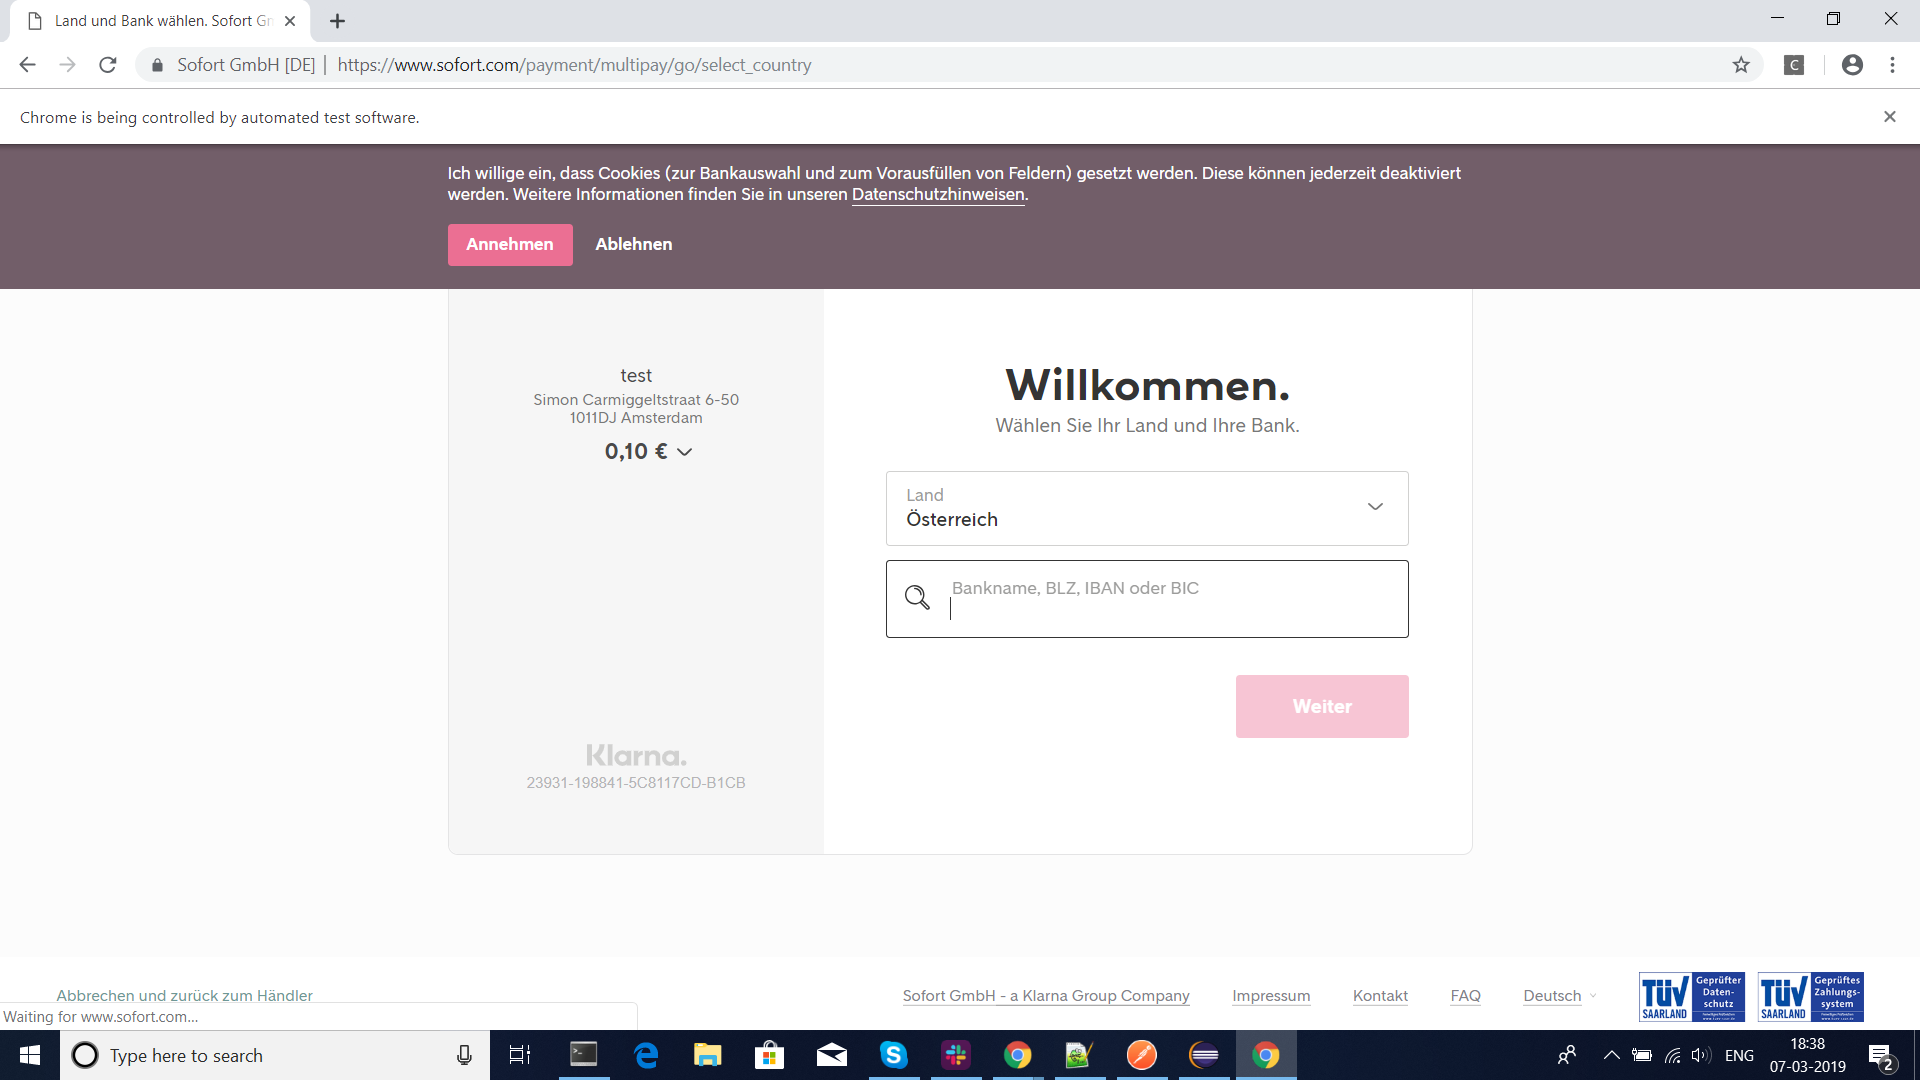 Land und Bank wählen. Sofort Gm
Sofort GmbH [DE] | https://www.sofort.com/payment/multipay/go/select_country
C
Chrome is being controlled by automated test software.
Ich willige ein, dass Cookies (zur Bankauswahl und zum Vorausfüllen von Feldern) gesetzt werden. Diese können jederzeit deaktiviert
werden. Weitere Informationen finden Sie in unseren Datenschutzhinweisen.
Annehmen Ablehnen
test
Simon Carmiggeltstraat 6-50
1011DJ Amsterdam
0,10 €
Klarna.
23931-198841-5C8117CD-B1CB
Willkommen.
Wählen Sie Ihr Land und Ihre Bank.
Land
Österreich
Bankname, BLZ, IBAN oder BIC
Weiter
Abbrechen und zurück zum Händler
Sofort GmbH - a Klarna Group Company Impressum Kontakt FAQ Deutsch
TÜV SAARLAND
Geprüfter
Daten-
schutz
TÜV SAARLAND
Geprüftes
Zahlungs-
system
Waiting for www.sofort.com...
Type here to search
ENG
18:38
07-03-2019
2